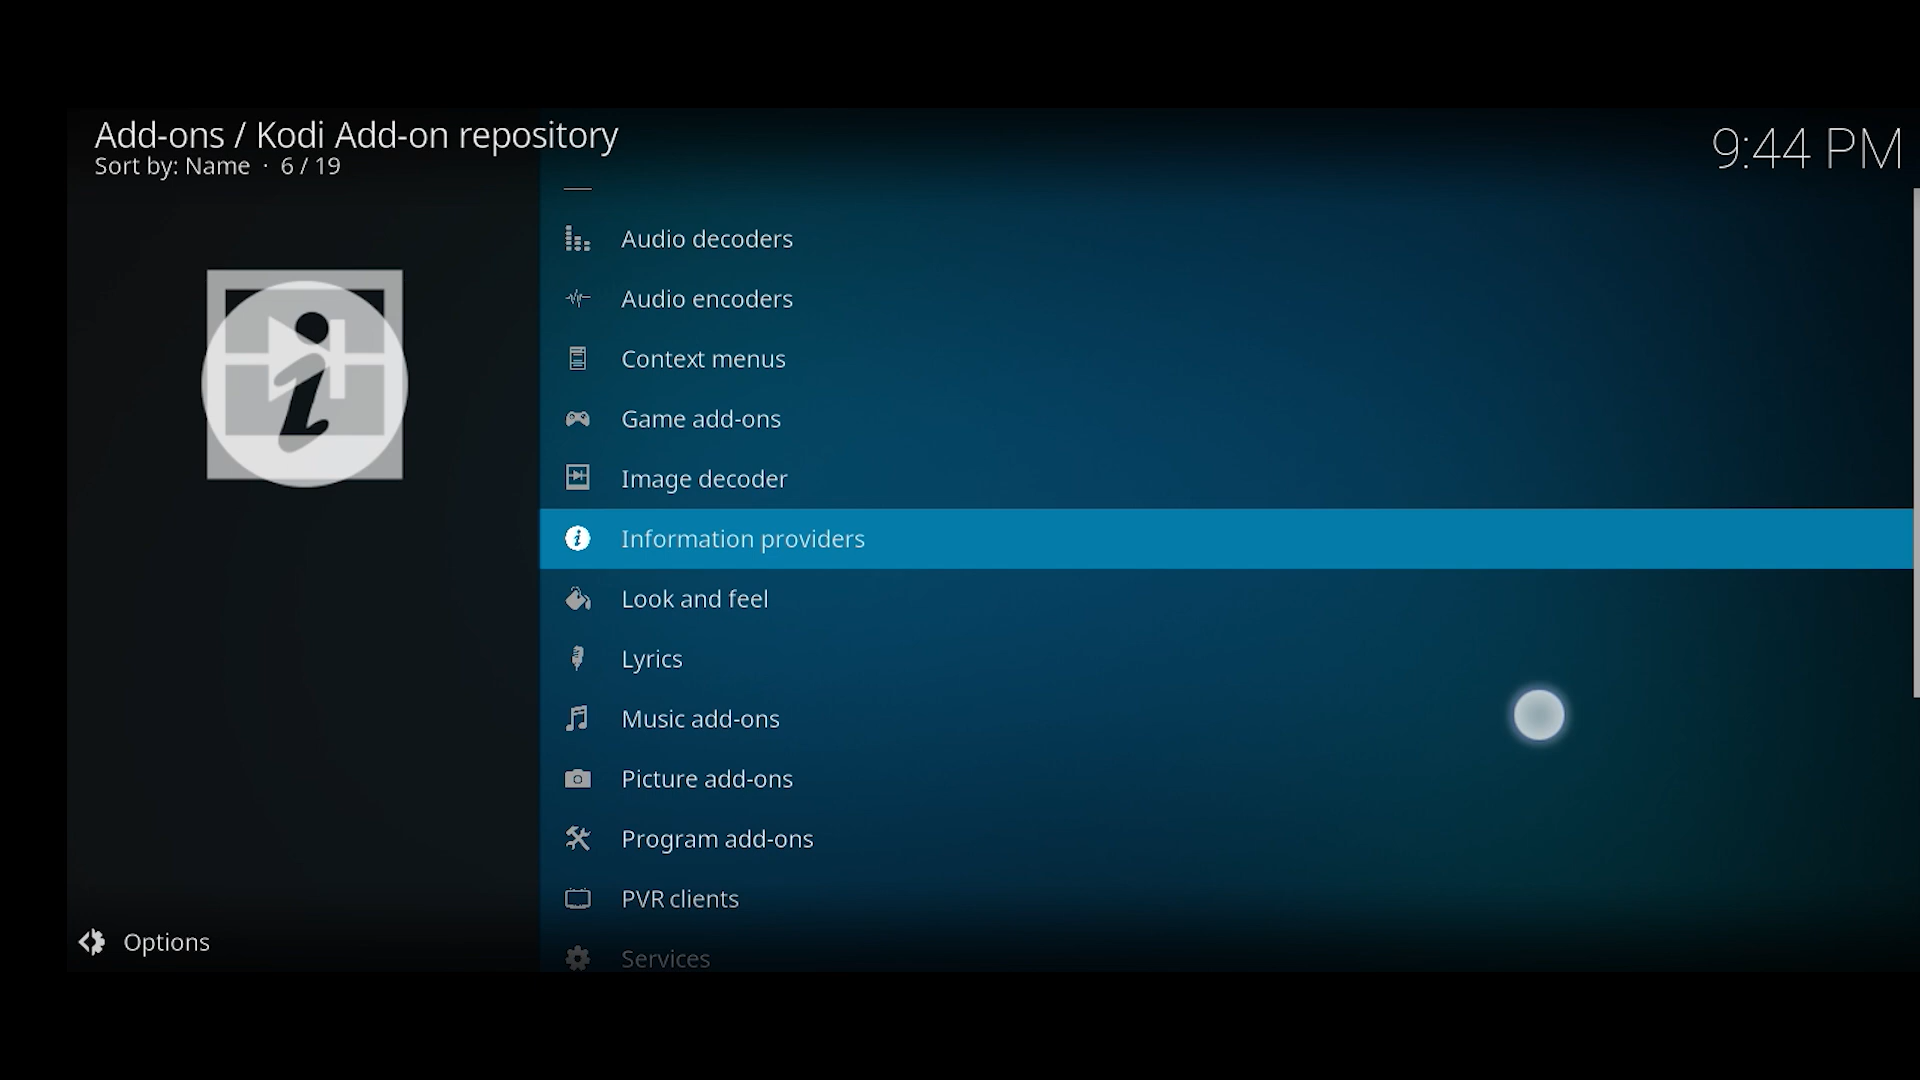 Add-ons / Kodi Add-on repository
Sort by: Name · 6 / 19
9:44 PM
Audio decoders
Audio encoders
Context menus
Game add-ons
Image decoder
Information providers
Look and feel
Lyrics
Music add-ons
Picture add-ons
Program add-ons
PVR clients
Services
Options